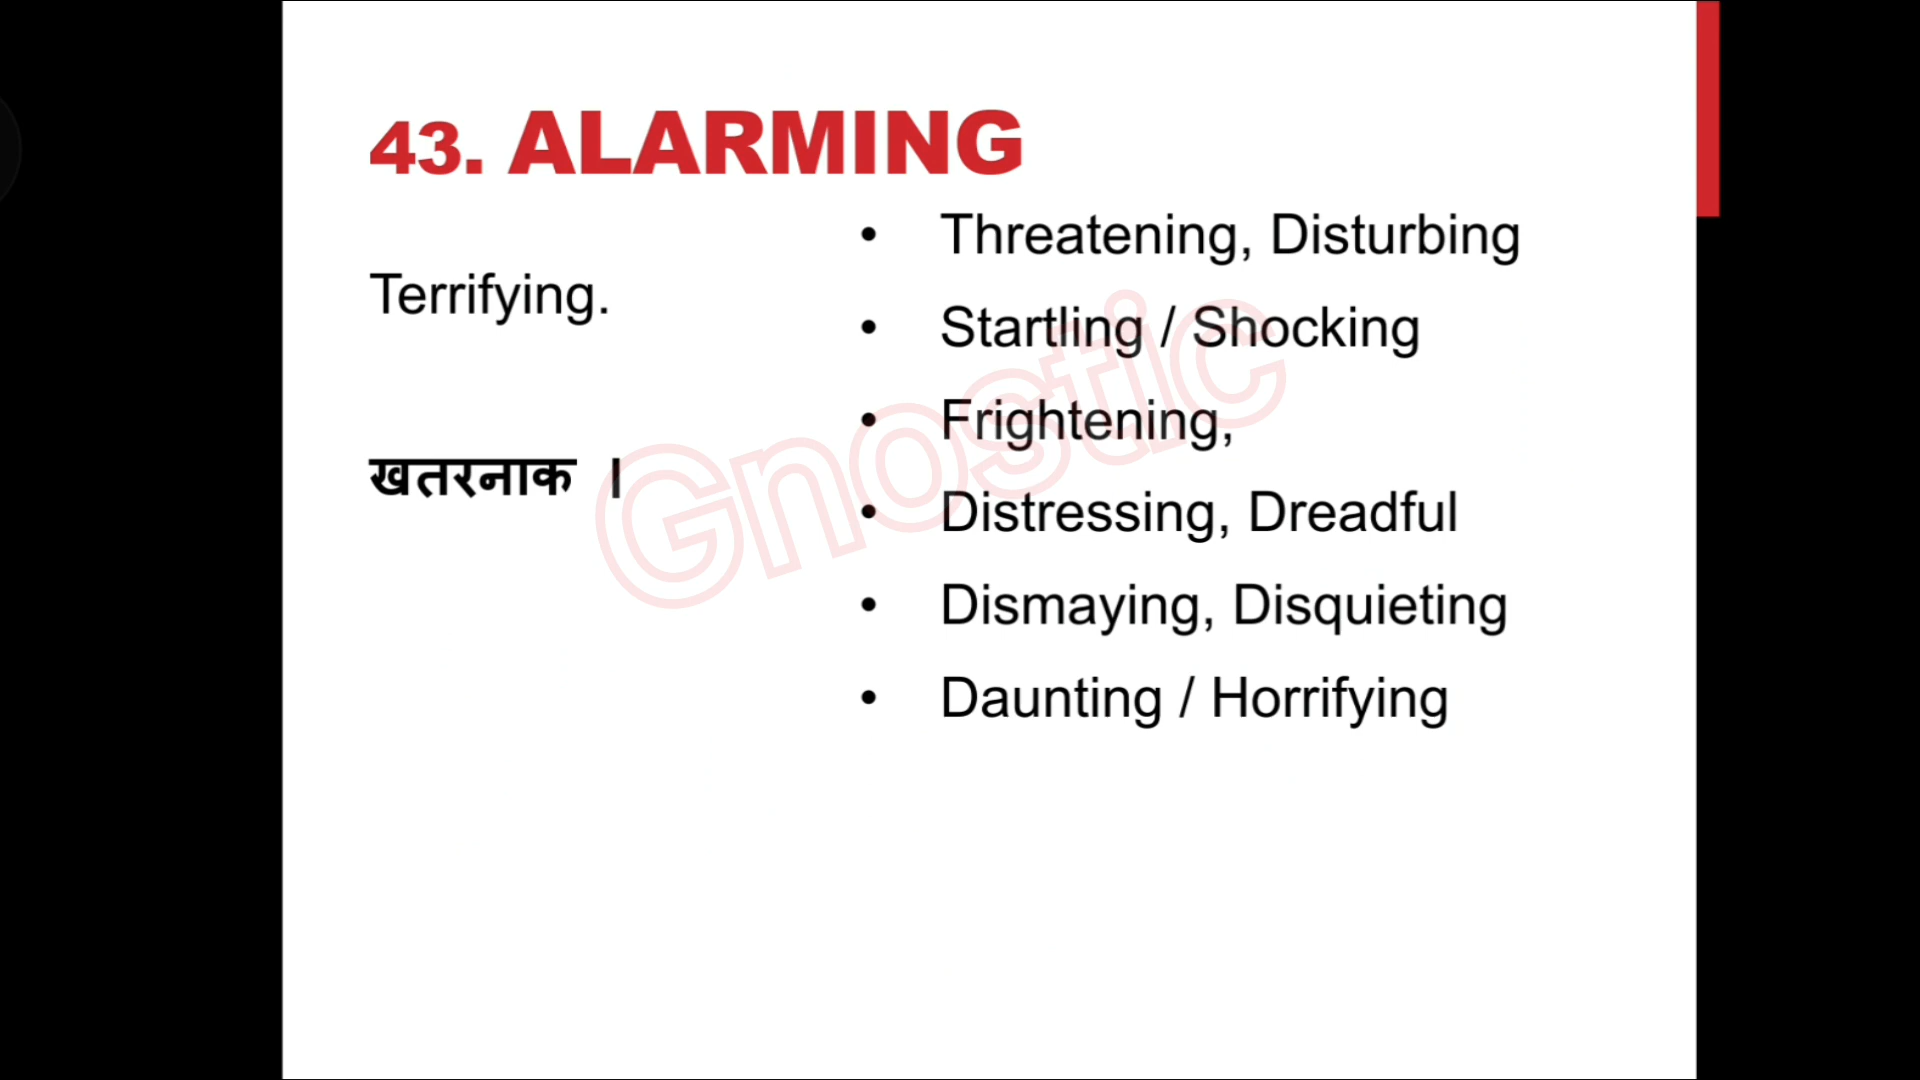 43. ALARMING
Terrifying.
खतरनाक ।
• Threatening, Disturbing
• Startling / Shocking
• Frightening,
• Distressing, Dreadful
• Dismaying, Disquieting
• Daunting / Horrifying
Gnostic